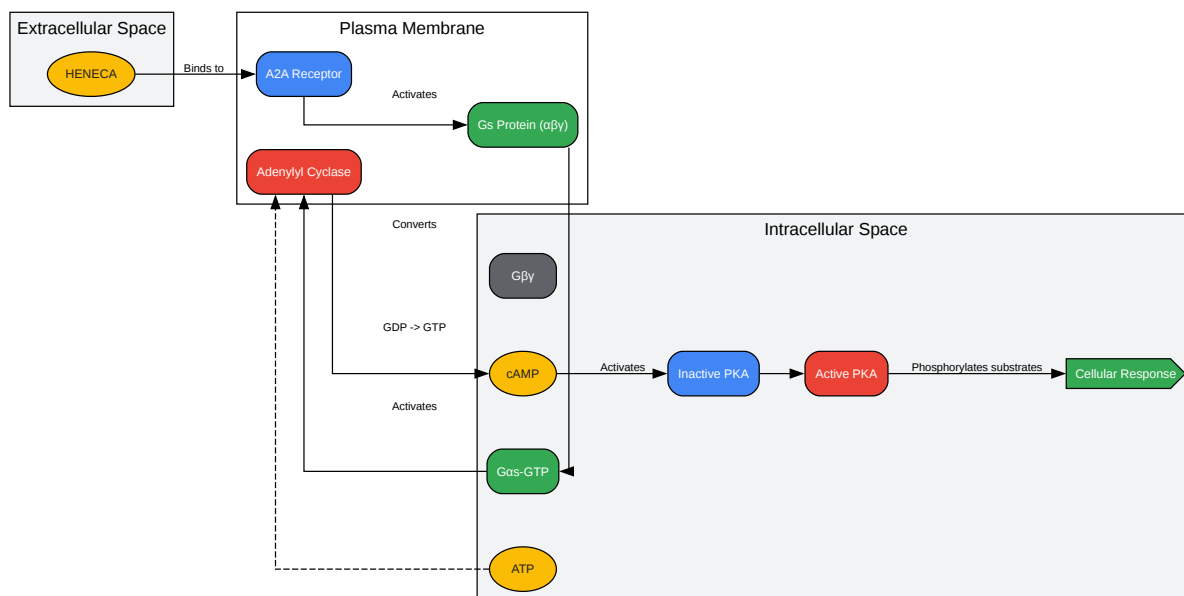 Extracellular Space
HENECA
Binds to
Plasma Membrane
A2A Receptor
Activates
Gs Protein (αβγ)
Adenylyl Cyclase
Converts
Intracellular Space
Gβγ
GDP -> GTP
cAMP
Activates
Inactive PKA
Active PKA
Phosphorylates substrates
Cellular Response
Activates
Gαs-GTP
ATP